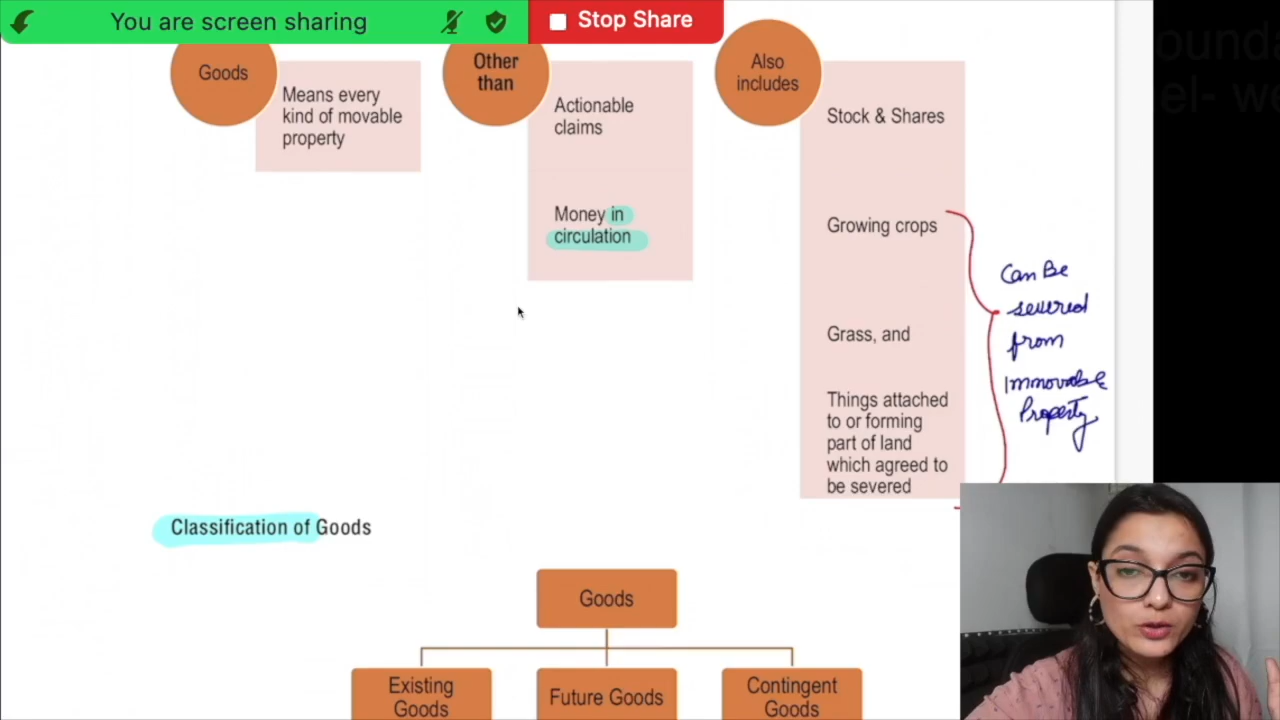 You are screen sharing
Stop Share
Goods
Means every
kind of movable
property
Other
than
Actionable
claims
Money in
circulation
Also
includes
Stock & Shares
Growing crops
Grass, and
Things attached
to or forming
part of land
which agreed to
be severed
Can Be
severed
from
Immovable
Property
Classification of Goods
Goods
Existing
Goods
Future Goods
Contingent
Goods